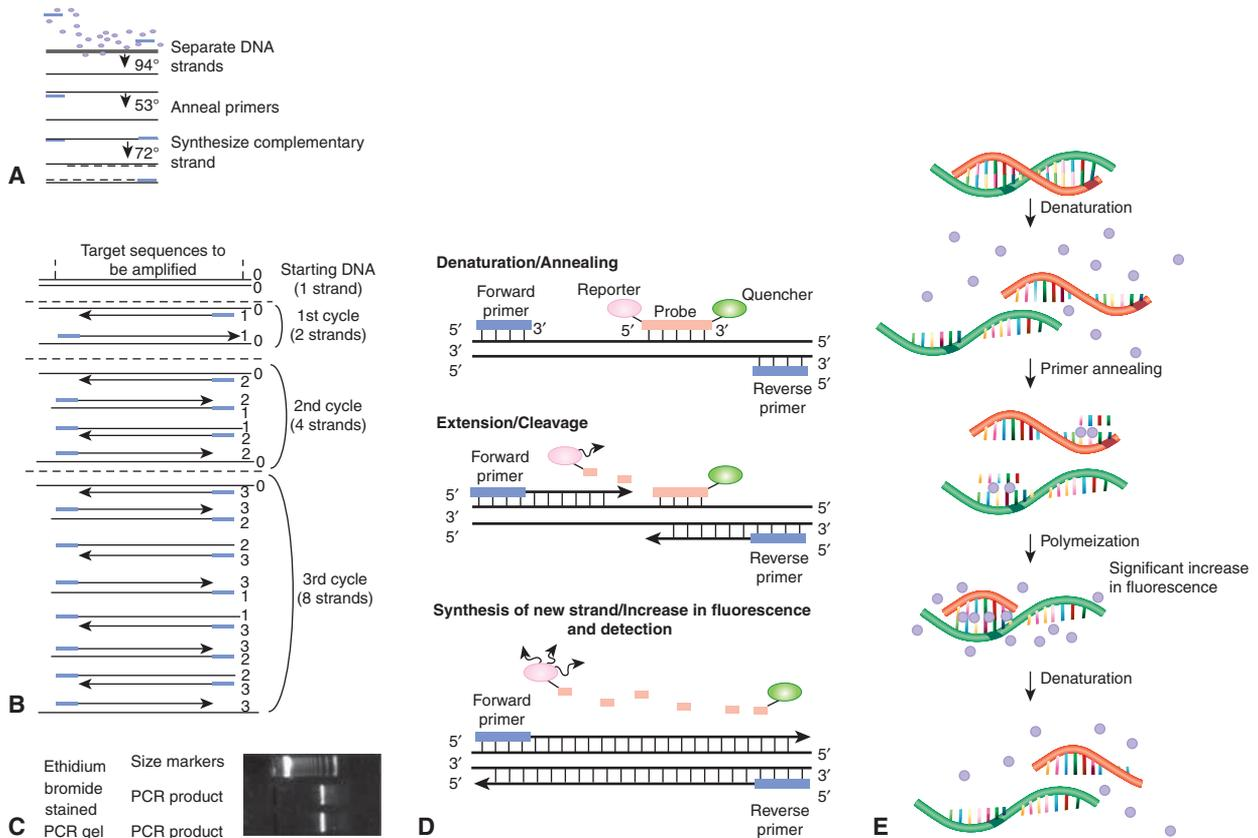 Separate DNA
strands
94°
53°
Anneal primers
Synthesize complementary
strand
72°
A
Target sequences to
be amplified
0
0
Starting DNA
(1 strand)
0
1
1
0
1st cycle
(2 strands)
0
2
2
1
1
2
2
0
2nd cycle
(4 strands)
0
3
3
2
2
3
3
1
1
3
3
2
2
3
3
3rd cycle
(8 strands)
B
Ethidium
bromide
stained
PCR gel
Size markers
PCR product
PCR product
C
Denaturation/Annealing
Forward
primer
Reporter
Probe
Quencher
5′
3′
5′
3′
5′
3′
5′
3′
5′
Reverse
primer
5′
Extension/Cleavage
Forward
primer
5′
5′
3′
3′
5′
5′
Reverse
primer
Synthesis of new strand/Increase in fluorescence
and detection
Forward
primer
5′
5′
3′
3′
5′
5′
Reverse
primer
D
Denaturation
Primer annealing
Polymeization
Significant increase
in fluorescence
Denaturation
E